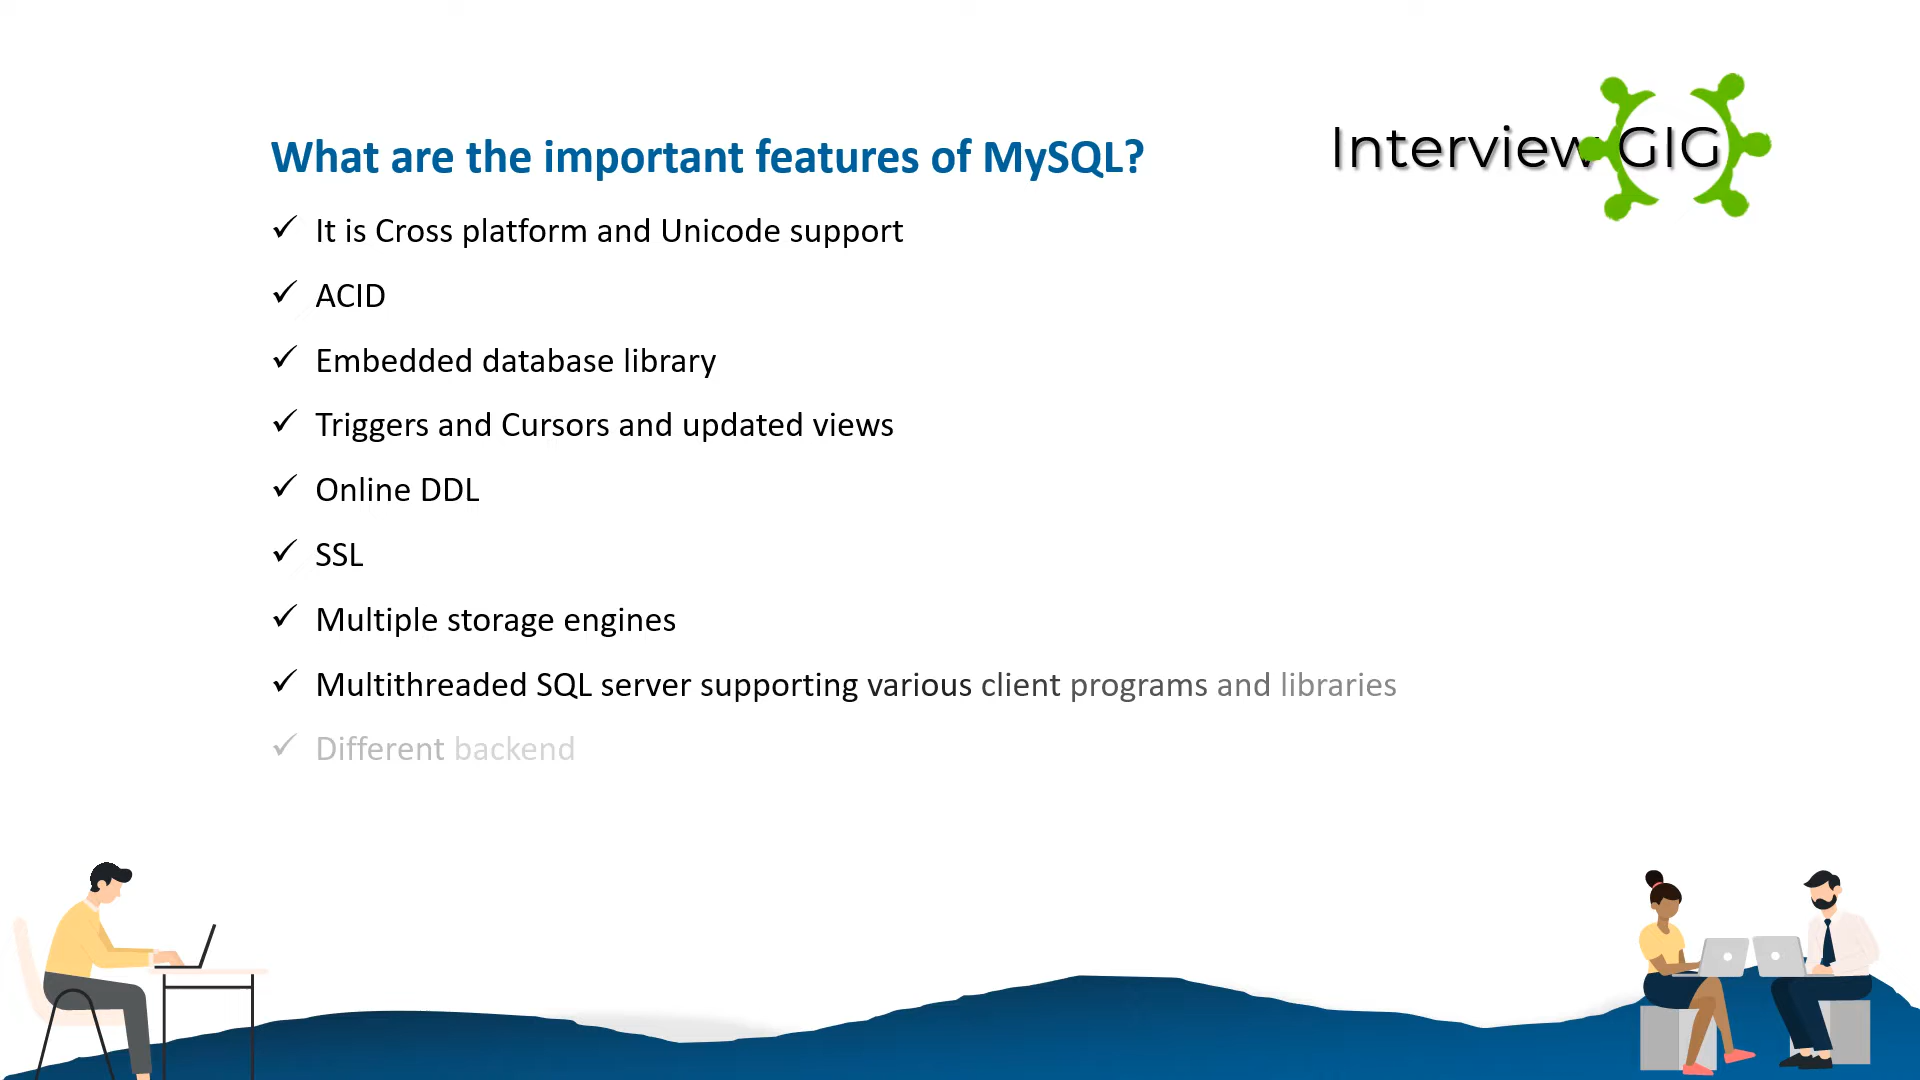 Interview GIG
What are the important features of MySQL?
✓ It is Cross platform and Unicode support
✓ ACID
✓ Embedded database library
✓ Triggers and Cursors and updated views
✓ Online DDL
✓ SSL
✓ Multiple storage engines
✓ Multithreaded SQL server supporting various client programs and libraries
✓ Different backend